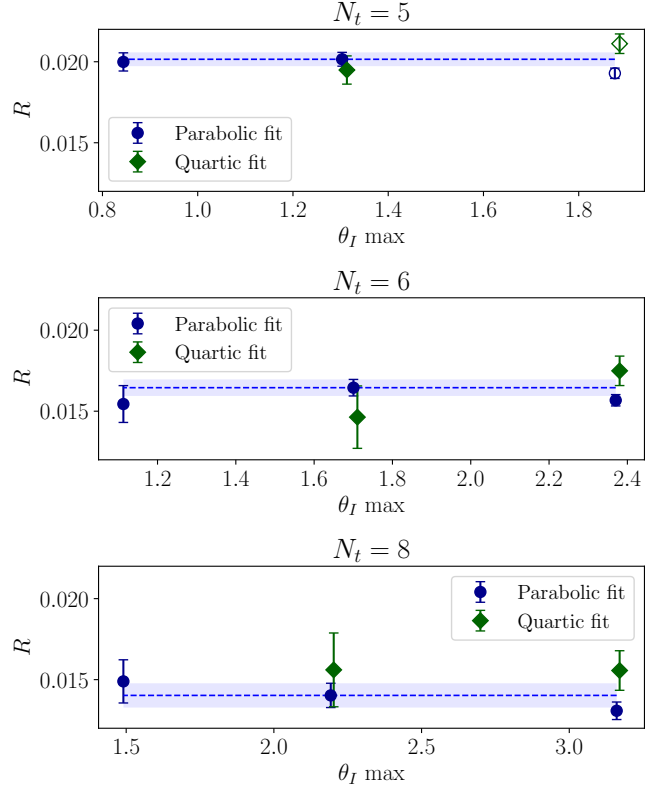 N_t = 5
0.020
0.015
R
Parabolic fit
Quartic fit
0.8 1.0 1.2 1.4 1.6 1.8
θ_I max
N_t = 6
0.020
0.015
R
Parabolic fit
Quartic fit
1.2 1.4 1.6 1.8 2.0 2.2 2.4
θ_I max
N_t = 8
0.020
0.015
R
Parabolic fit
Quartic fit
1.5 2.0 2.5 3.0
θ_I max